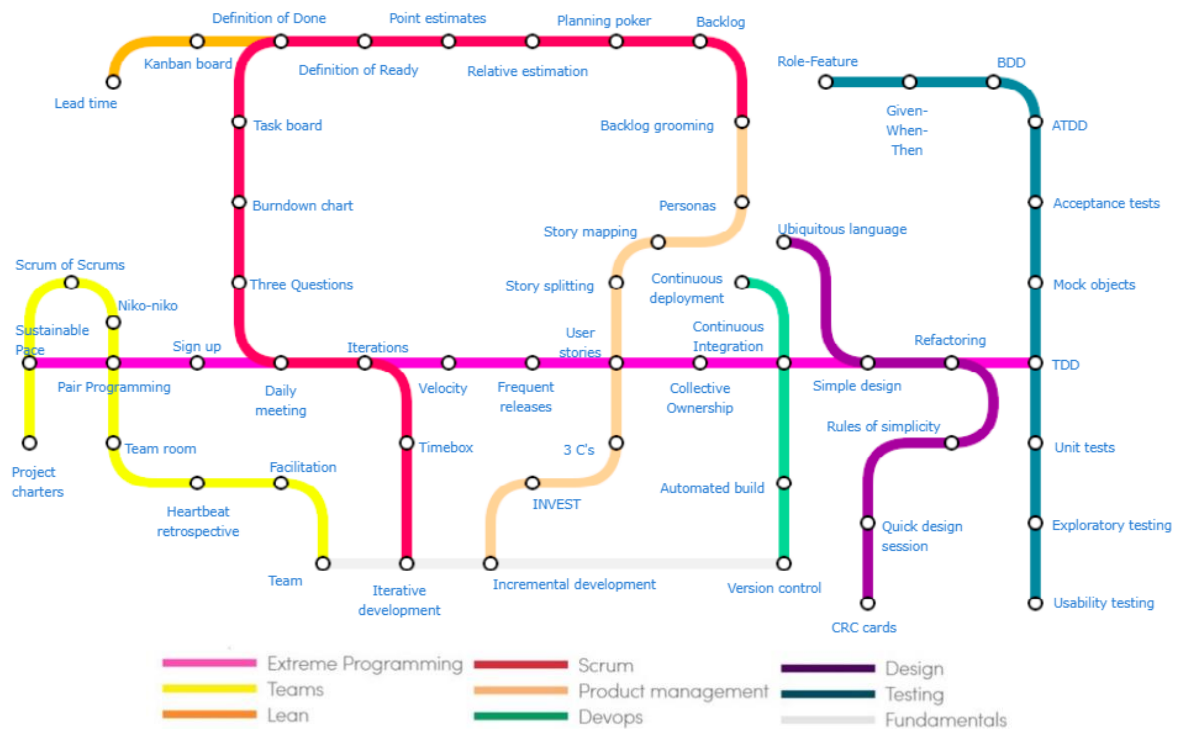 Definition of Done
Point estimates
Planning poker
Backlog
Kanban board
Definition of Ready
Relative estimation
Role-Feature
BDD
Lead time
Given-
When-
Then
Task board
Backlog grooming
ATDD
Burndown chart
Personas
Acceptance tests
Story mapping
Ubiquitous language
Scrum of Scrums
Three Questions
Story splitting
Continuous
deployment
Mock objects
Niko-niko
Sustainable
Pace
Sign up
Iterations
User
stories
Continuous
Integration
Refactoring
Pair Programming
Daily
meeting
Velocity
Frequent
releases
Collective
Ownership
Simple design
TDD
Rules of simplicity
Project
charters
Team room
Timebox
3 C's
Unit tests
Facilitation
Automated build
Heartbeat
retrospective
INVEST
Quick design
session
Exploratory testing
Team
Iterative
development
Incremental development
Version control
Usability testing
CRC cards
Extreme Programming
Scrum
Design
Teams
Product management
Testing
Lean
Devops
Fundamentals